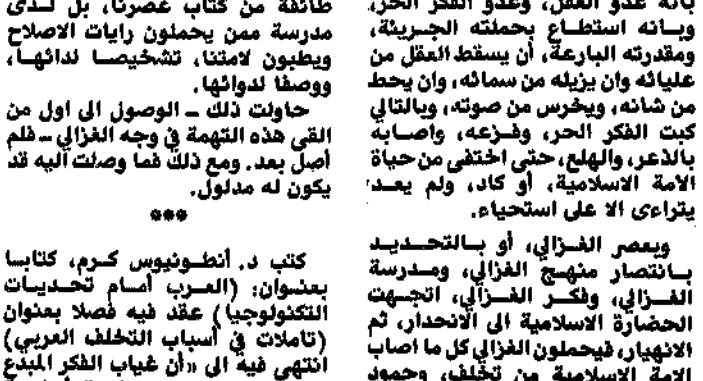 بأنه عدو العقل، وعدو الفكر الحر،
وبانه استطاع بحملته الجريئة،
ومقدرته البارعة، أن يسقط العقل من
عليائه وان يزيله من سمائه، وان يحط
من شانه، ويخرس من صوته، وبالتالي
كبت الفكر الحر، وفزعه، واصابه
بالذعر، والهلع، حتى اختفى من حياة
الامة الاسلامية، أو كاد، ولم يعد
يتراءى الا على استحياء.
وبعصر الغزالي، أو بالتحديد
بانتصار منهج الغزالي، ومدرسة
الغزالي، وفكر الغزالي، اتجهت
الحضارة الاسلامية الى الانحدار، ثم
الانهيار، فيحملون الغزالي كل ما اصاب
الامة الاسلامية من تخلف، وجمود
طائفة من كتاب عصرنا، بل لدى
مدرسة ممن يحملون رايات الاصلاح
ويطبون لامتنا، تشخيصا لدائها،
ووصفا لدوائها.
حاولت ذلك ـ الوصول الى اول من
القى هذه التهمة في وجه الغزالي ـ فلم
أصل بعد. ومع ذلك فما وصلت اليه قد
يكون له مدلول.
***
كتب د. أنطونيوس كرم، كتابا
بعنوان: (العرب أمام تحديات
التكنولوجيا) عقد فيه فصلا بعنوان
(تاملات في أسباب التخلف العربي)
انتهى فيه الى «أن غياب الفكر المبدع